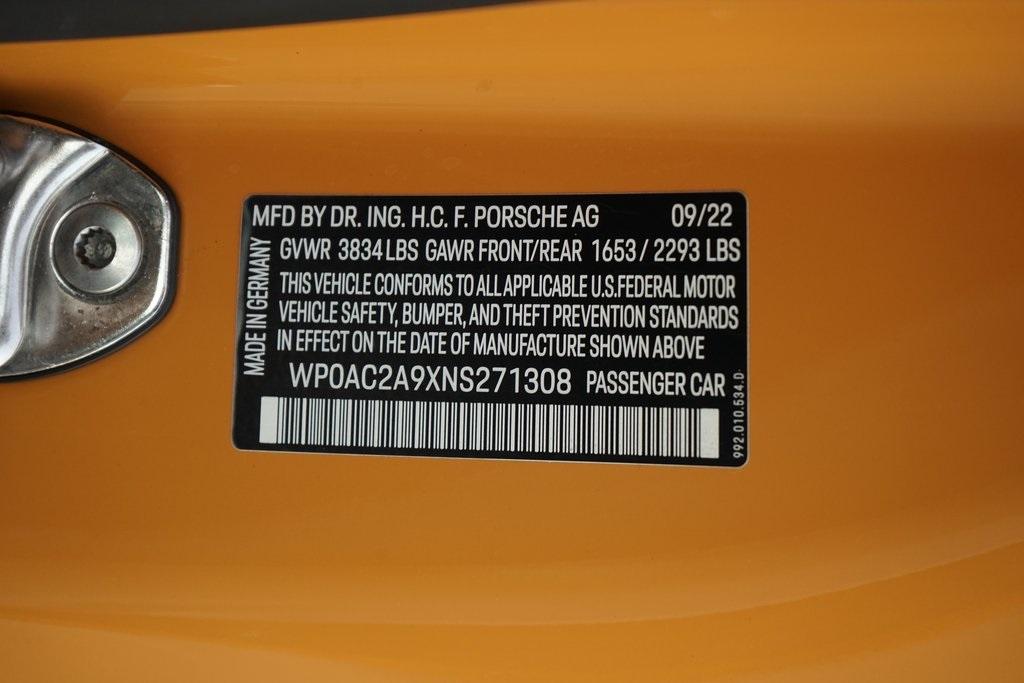 MFD BY DR. ING. H.C. F. PORSCHE AG 09/22
GVWR 3834 LBS GAWR FRONT/REAR 1653 / 2293 LBS
MADE IN GERMANY
THIS VEHICLE CONFORMS TO ALL APPLICABLE U.S. FEDERAL MOTOR
VEHICLE SAFETY, BUMPER, AND THEFT PREVENTION STANDARDS
IN EFFECT ON THE DATE OF MANUFACTURE SHOWN ABOVE
WP0AC2A9XNS271308 PASSENGER CAR
992.010.534.0